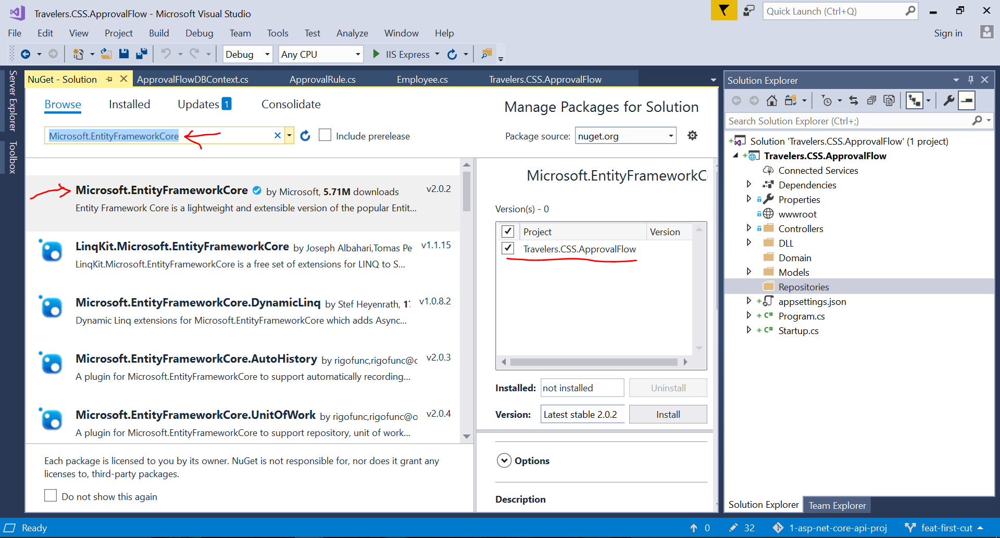 Travelers.CSS.ApprovalFlow - Microsoft Visual Studio
Quick Launch (Ctrl+Q)
File Edit View Project Build Debug Team Tools Test Analyze Window Help
Sign in
Debug Any CPU IIS Express
Server Explorer
Toolbox
NuGet - Solution ApprovalFlowDBContext.cs ApprovalRule.cs Employee.cs Travelers.CSS.ApprovalFlow
Browse Installed Updates 1 Consolidate
Manage Packages for Solution
Microsoft.EntityFrameworkCore
Include prerelease
Package source: nuget.org
Microsoft.EntityFrameworkCore by Microsoft, 5.71M downloads v2.0.2
Entity Framework Core is a lightweight and extensible version of the popular Entit...
LinqKit.Microsoft.EntityFrameworkCore by Joseph Albahari,Tomas Pe v1.1.15
LinqKit.Microsoft.EntityFrameworkCore is a free set of extensions for LINQ to S...
Microsoft.EntityFrameworkCore.DynamicLinq by Stef Heyenrath, 17 v1.0.8.2
Dynamic Linq extensions for Microsoft.EntityFrameworkCore which adds Async...
Microsoft.EntityFrameworkCore.AutoHistory by rigofunc,rigofunc@c v2.0.3
A plugin for Microsoft.EntityFrameworkCore to support automatically recording...
Microsoft.EntityFrameworkCore.UnitOfWork by rigofunc,rigofunc@o v2.0.4
A plugin for Microsoft.EntityFrameworkCore to support repository, unit of work...
Each package is licensed to you by its owner. NuGet is not responsible for, nor does it grant any
licenses to, third-party packages.
Do not show this again
Microsoft.EntityFrameworkC
Version(s) - 0
Project Version
Travelers.CSS.ApprovalFlow
Installed: not installed Uninstall
Version: Latest stable 2.0.2 Install
Options
Description
Solution Explorer
Search Solution Explorer (Ctrl+;)
Solution 'Travelers.CSS.ApprovalFlow' (1 project)
Travelers.CSS.ApprovalFlow
Connected Services
Dependencies
Properties
wwwroot
Controllers
DLL
Domain
Models
Repositories
appsettings.json
C# Program.cs
C# Startup.cs
Solution Explorer Team Explorer
Ready
0 32 1-asp-net-core-api-proj feat-first-cut